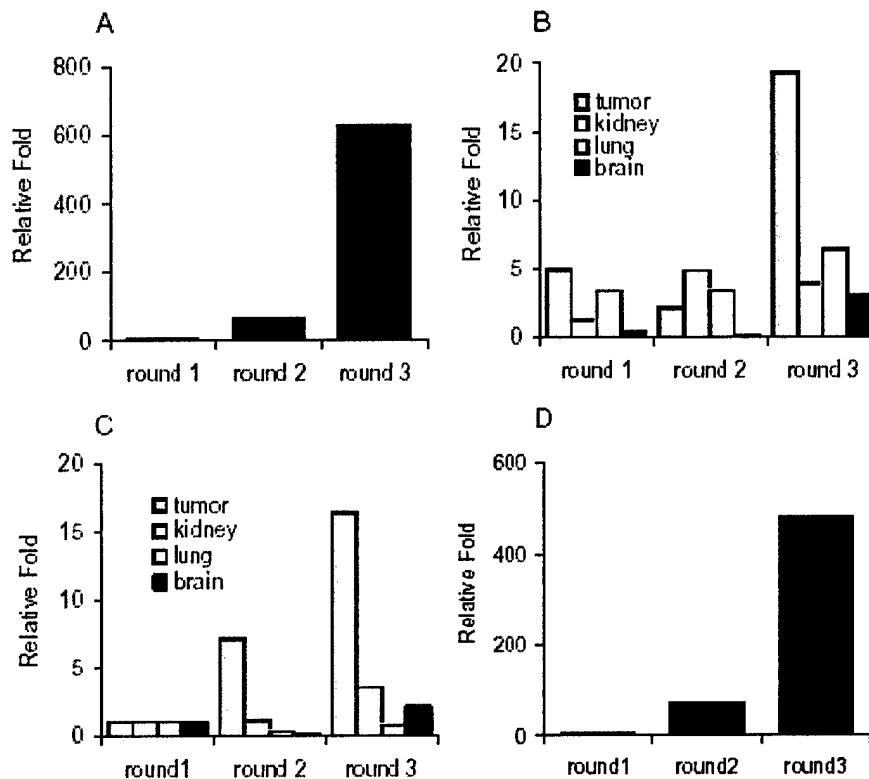 A
Relative Fold
800
600
400
200
0
round 1
round 2
round 3
B
Relative Fold
20
15
10
5
0
tumor
kidney
lung
brain
round 1
round 2
round 3
C
Relative Fold
20
15
10
5
0
tumor
kidney
lung
brain
round1
round 2
round 3
D
Relative Fold
600
400
200
0
round1
round2
round3